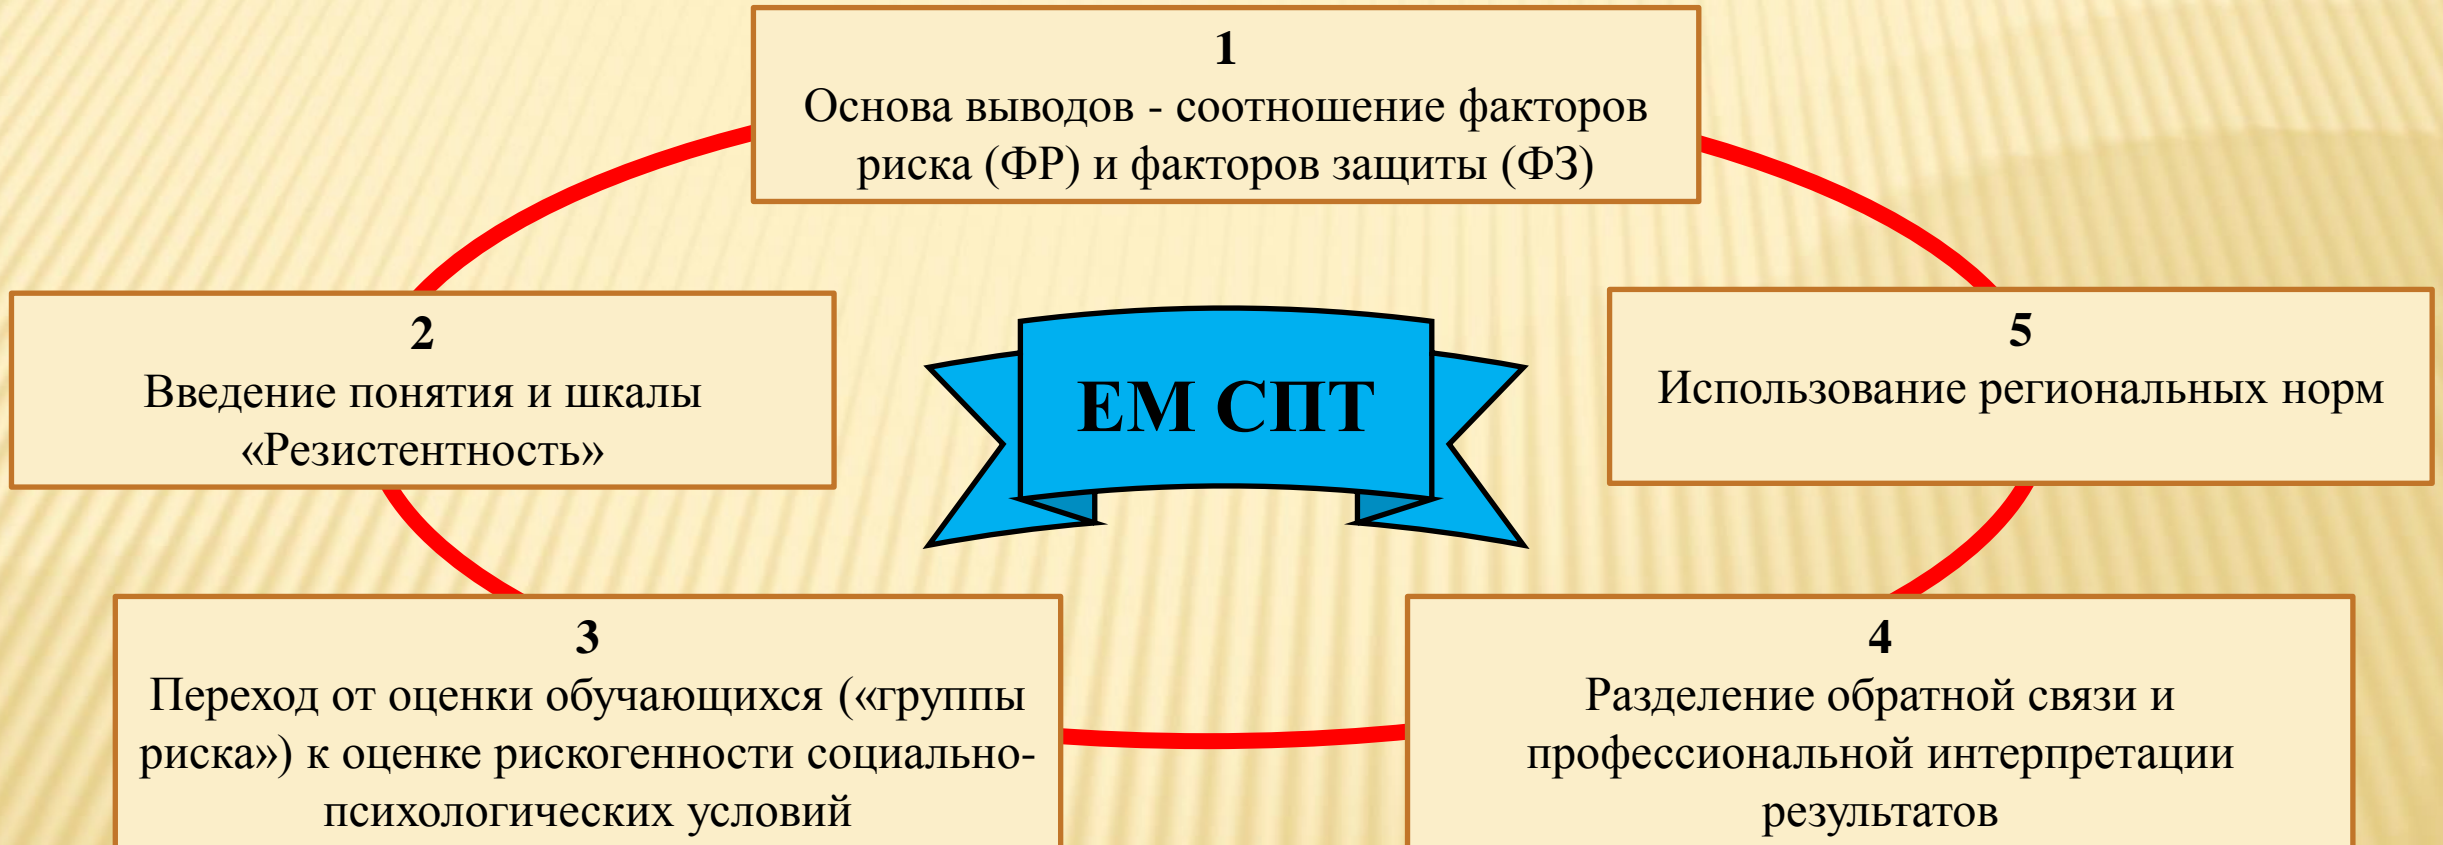 1
Основа выводов - соотношение факторов
риска (ФР) и факторов защиты (ФЗ)
2
Введение понятия и шкалы
«Резистентность»
ЕМ СПТ
5
Использование региональных норм
3
Переход от оценки обучающихся («группы
риска») к оценке рискогенности социально-
психологических условий
4
Разделение обратной связи и
профессиональной интерпретации
результатов